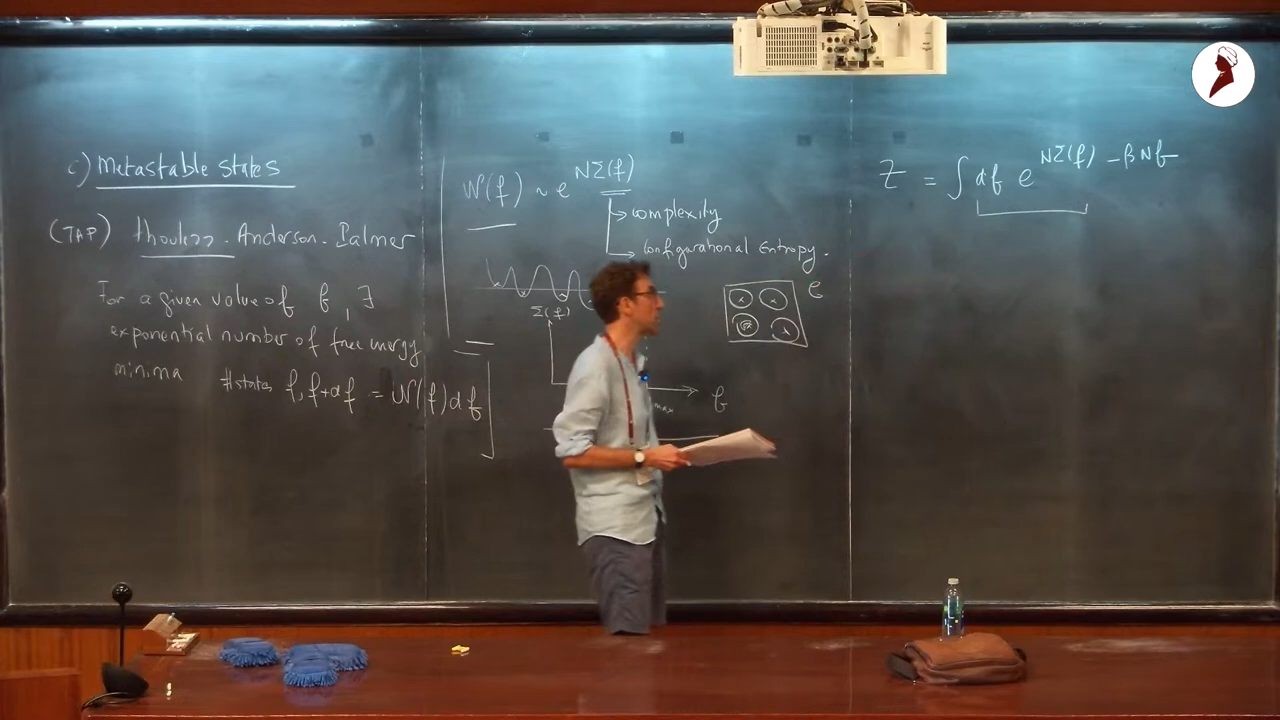 c) Metastable States
(TAP) Thouless. Anderson. Palmer
For a given value of f, ∃
exponential number of free energy
minima #states f, f+df = 𝒩(f) df
𝒩(f) ~ e^{NΣ(f)}
complexity
Configurational Entropy.
Σ(f)
max
f
e
Z = ∫ df e^{NΣ(f) - βNf}